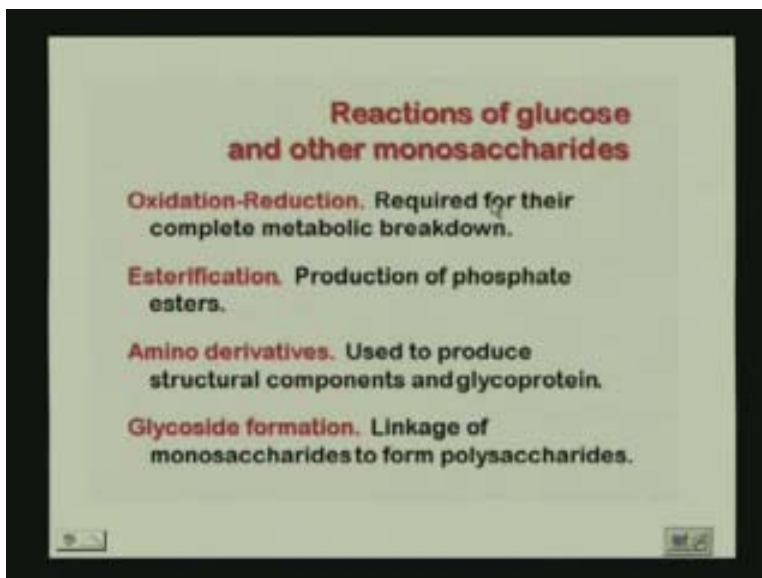 Reactions of glucose
and other monosaccharides
Oxidation-Reduction. Required for their
complete metabolic breakdown.
Esterification. Production of phosphate
esters.
Amino derivatives. Used to produce
structural components and glycoprotein.
Glycoside formation. Linkage of
monosaccharides to form polysaccharides.